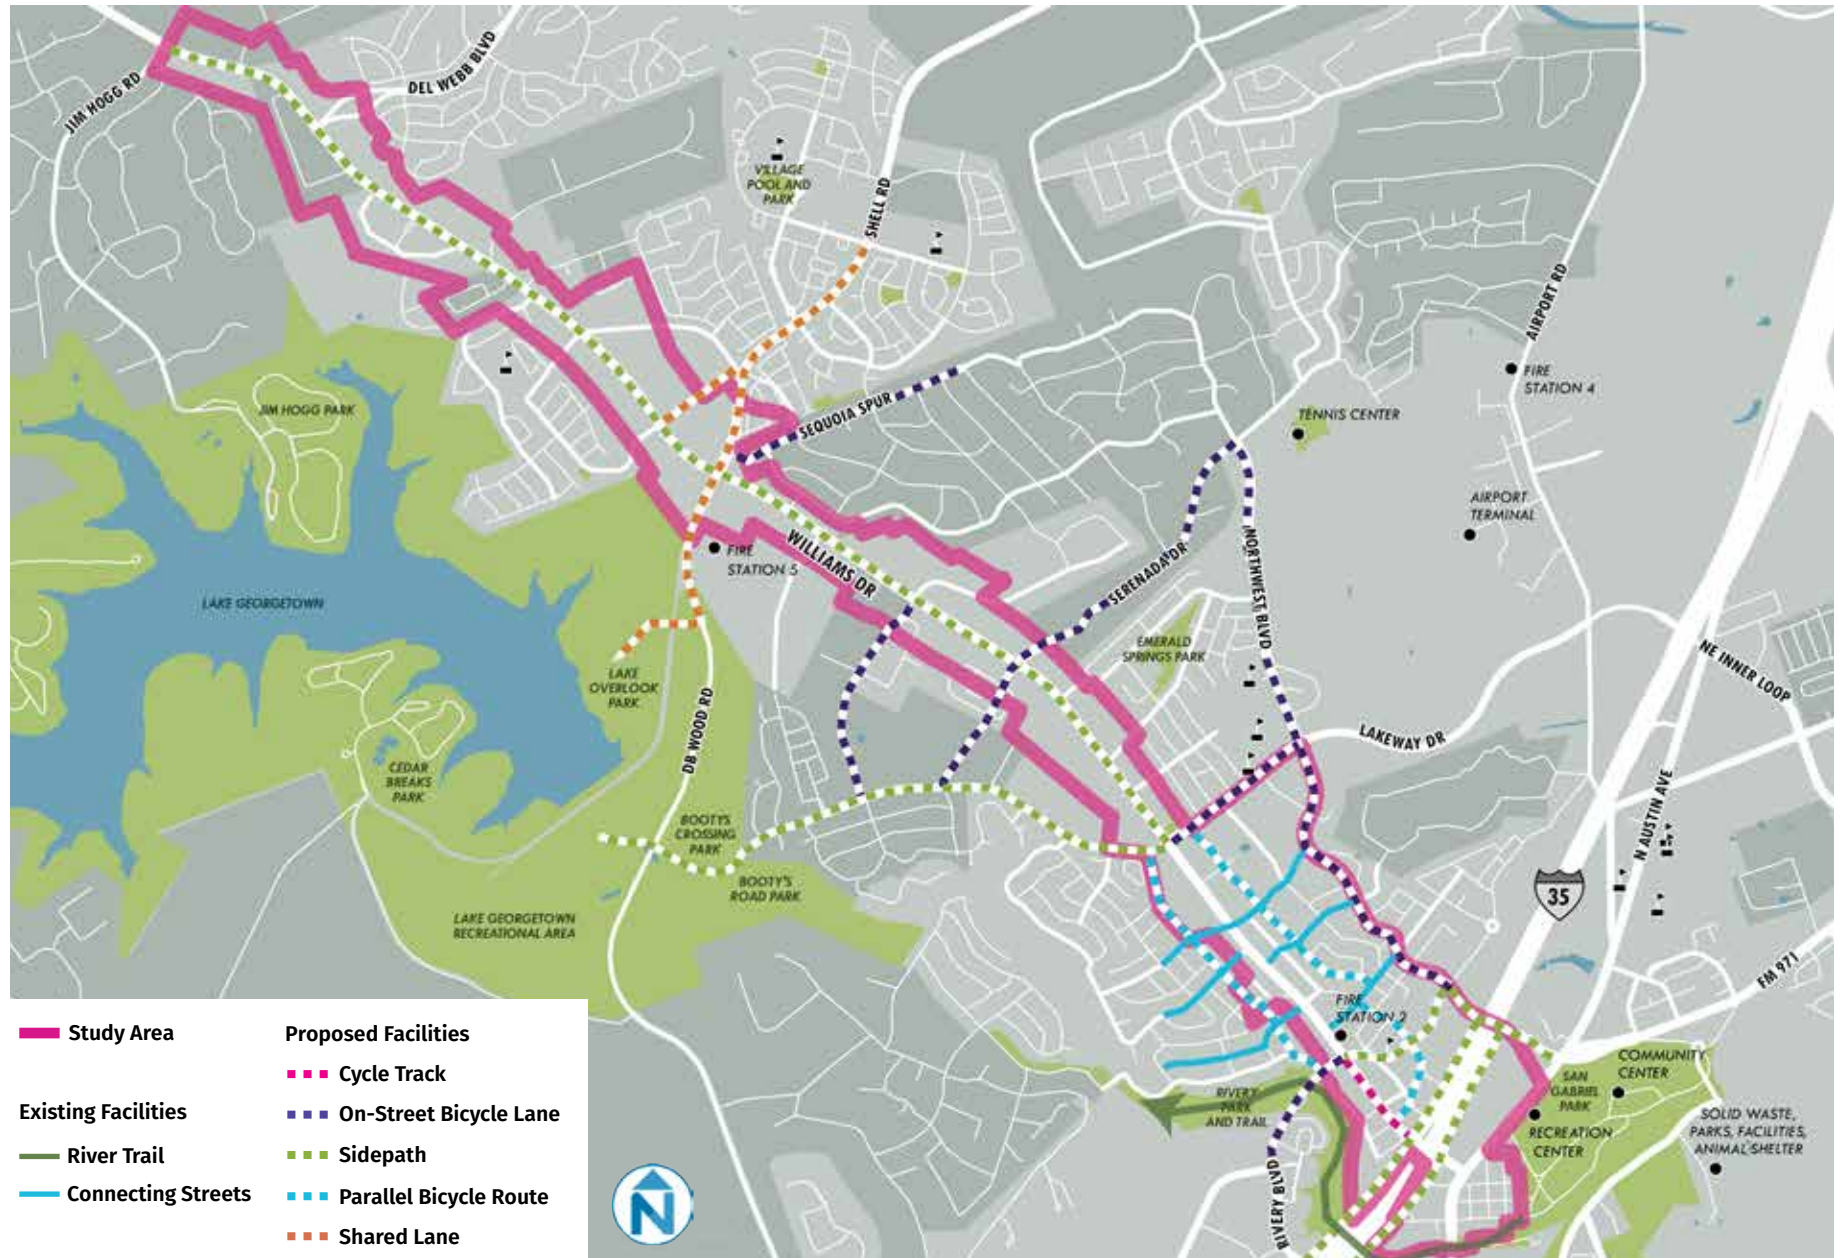 JIM HOGG RD
DEL WEBB BLVD
VILLAGE
POOL AND
PARK
SHELL RD
AIRPORT RD
FIRE
STATION 4
JIM HOGG PARK
SEQUOIA SPUR
TENNIS CENTER
AIRPORT
TERMINAL
WILLIAMS DR
FIRE
STATION 5
SERENADA DR
NORTHWEST BLVD
LAKE GEORGETOWN
EMERALD
SPRINGS PARK
NE INNER LOOP
LAKE
OVERLOOK
PARK
DB WOOD RD
LAKEWAY DR
CEDAR
BREAKS
PARK
N AUSTIN AVE
BOOTYS
CROSSING
PARK
BOOTY'S
ROAD PARK
35
LAKE GEORGETOWN
RECREATIONAL AREA
FM 971
FIRE
STATION 2
COMMUNITY
CENTER
SAN
GABRIEL
PARK
RIVERY
PARK
AND TRAIL
RECREATION
CENTER
SOLID WASTE,
PARKS, FACILITIES,
ANIMAL SHELTER
RIVERY BLVD
N
Study Area
Existing Facilities
River Trail
Connecting Streets
Proposed Facilities
Cycle Track
On-Street Bicycle Lane
Sidepath
Parallel Bicycle Route
Shared Lane